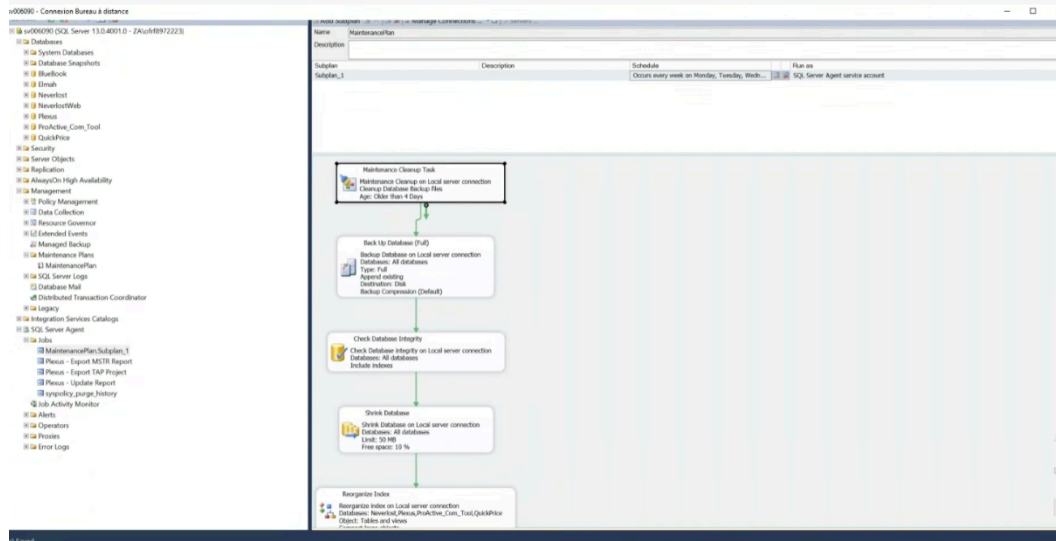 sv006090 - Connexion Bureau à distance
Add Subplan
Manage Connections...
Servers...
(SQL Server 13.0.4001.0 -
Databases
System Databases
Database Snapshots
BlueBook
Elmah
Neverlost
NeverlostWeb
Plexus
ProActive_Com_Tool
QuickPrice
Security
Server Objects
Replication
AlwaysOn High Availability
Management
Policy Management
Data Collection
Resource Governor
Extended Events
Managed Backup
Maintenance Plans
MaintenancePlan
SQL Server Logs
Database Mail
Distributed Transaction Coordinator
Legacy
Integration Services Catalogs
SQL Server Agent
Jobs
MaintenancePlan.Subplan_1
Plexus - Export MSTR Report
Plexus - Export TAP Project
Plexus - Update Report
syspolicy_purge_history
Job Activity Monitor
Alerts
Operators
Proxies
Error Logs
Name MaintenancePlan
Description
Subplan Description Schedule Run as
Subplan_1 Occurs every week on Monday, Tuesday, Wedn... SQL Server Agent service account
Maintenance Cleanup Task
Maintenance Cleanup on Local server connection
Cleanup Database Backup files
Age: Older than 4 Days
Back Up Database (Full)
Backup Database on Local server connection
Databases: All databases
Type: Full
Append existing
Destination: Disk
Backup Compression (Default)
Check Database Integrity
Check Database integrity on Local server connection
Databases: All databases
Include indexes
Shrink Database
Shrink Database on Local server connection
Databases: All databases
Limit: 50 MB
Free space: 10 %
Reorganize Index
Reorganize index on Local server connection
Databases: Neverlost,Plexus,ProActive_Com_Tool,QuickPrice
Object: Tables and views
Compact large objects